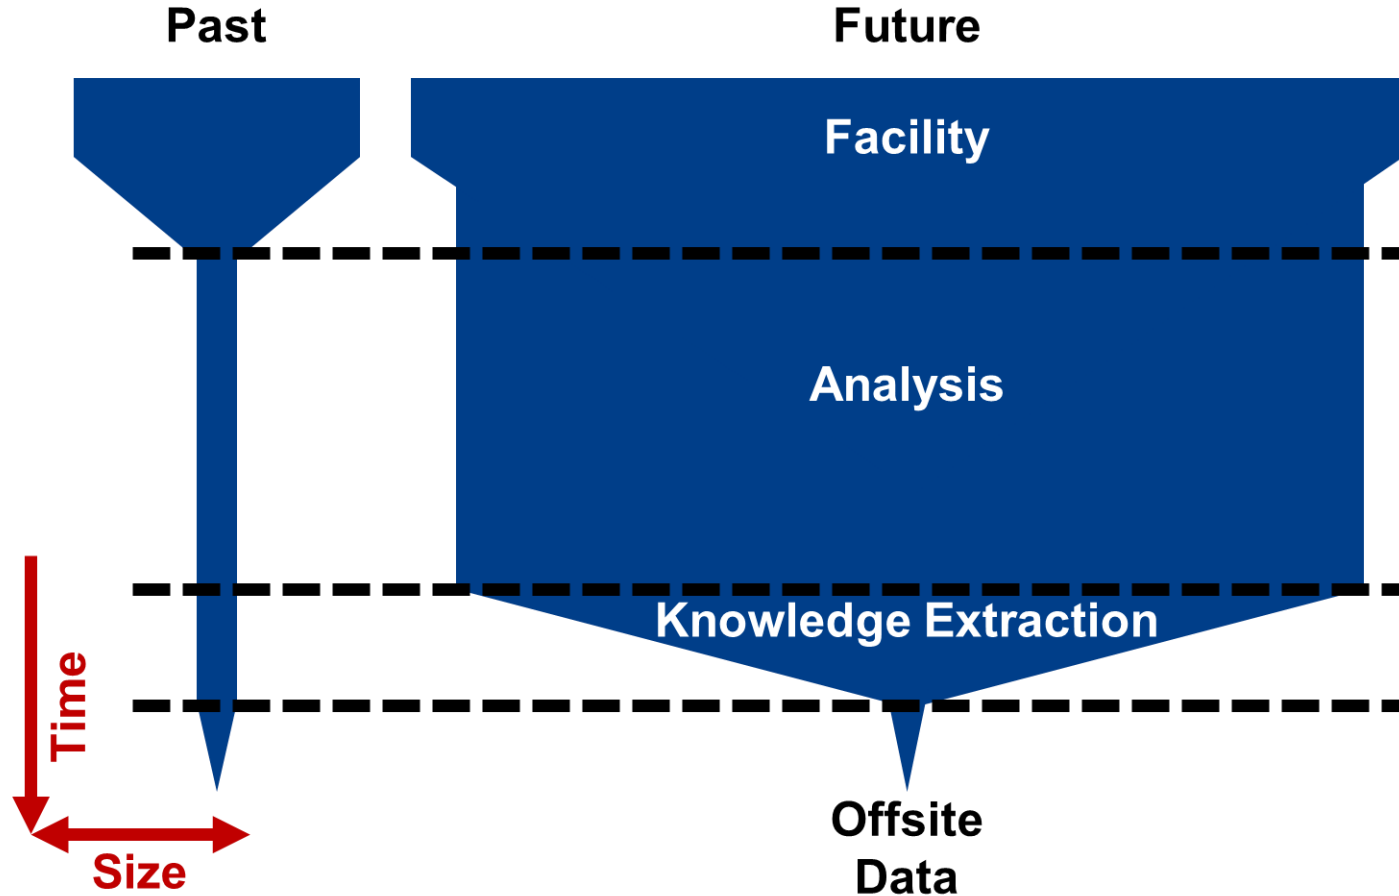 Past
Future
Facility
Analysis
Knowledge Extraction
Time
Size
Offsite
Data